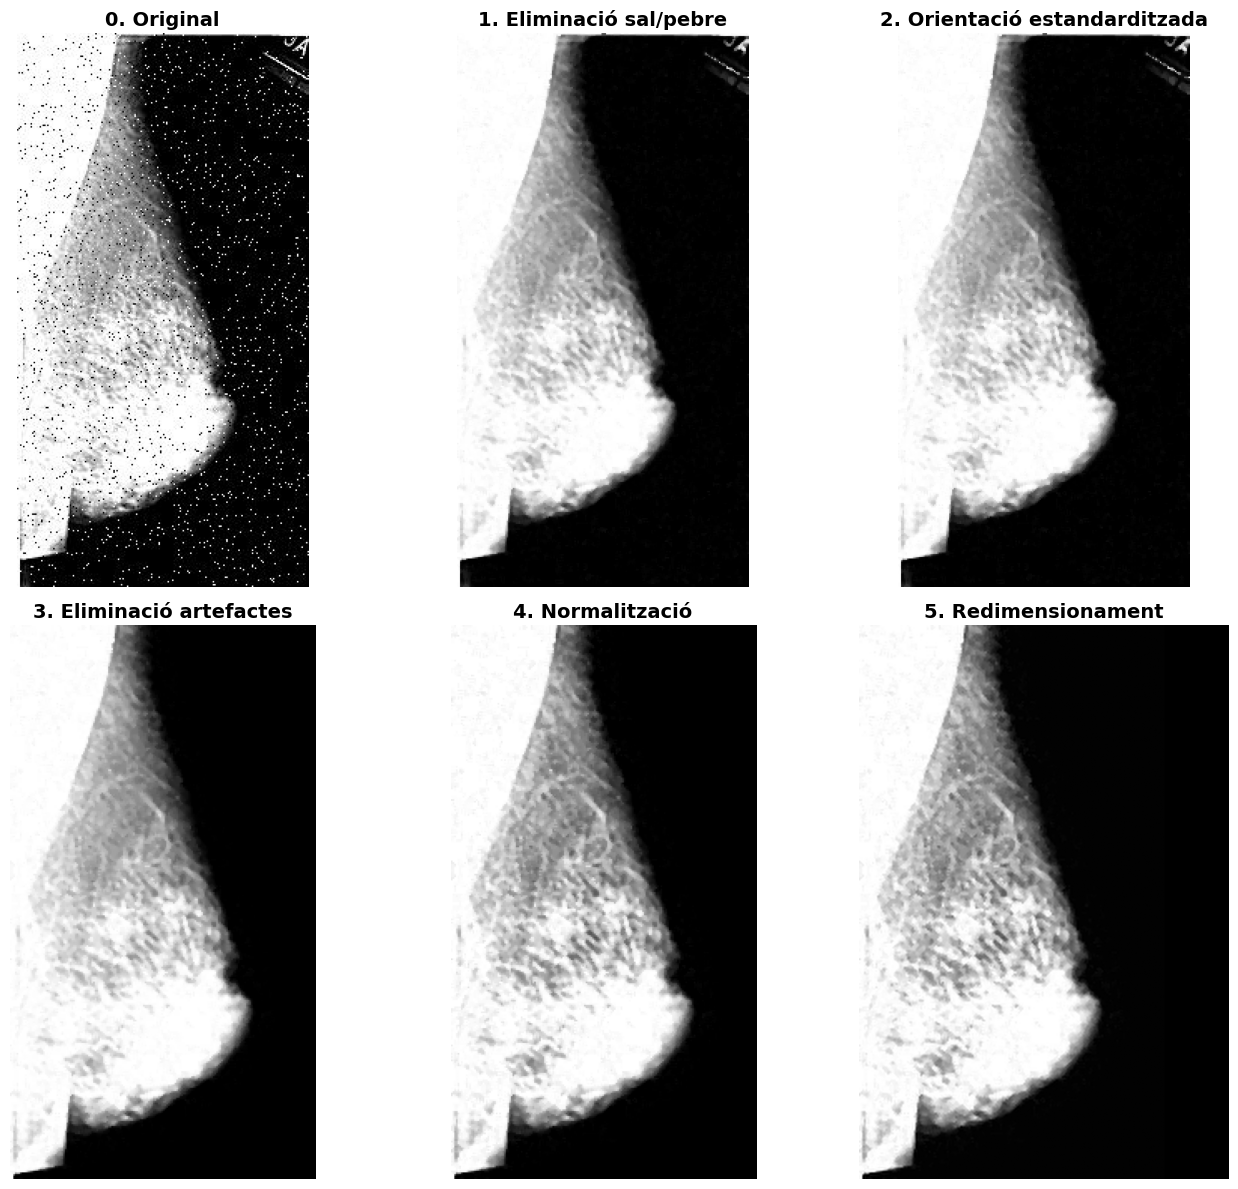 0. Original
1. Eliminació sal/pebre
2. Orientació estandarditzada
3. Eliminació artefactes
4. Normalització
5. Redimensionament